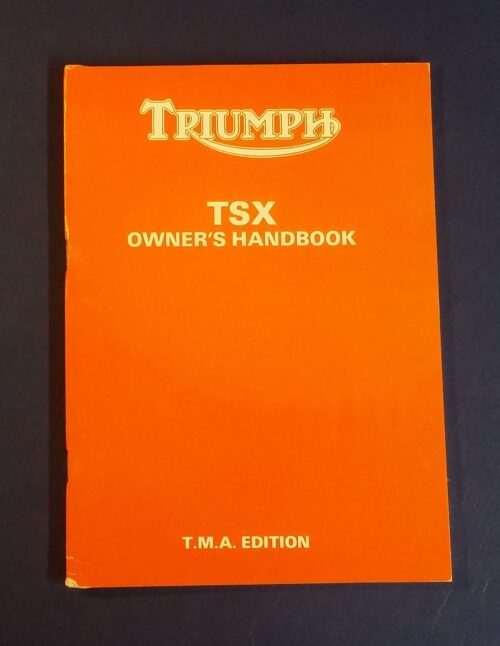 TRIUMPH
TSX
OWNER'S HANDBOOK
T.M.A. EDITION